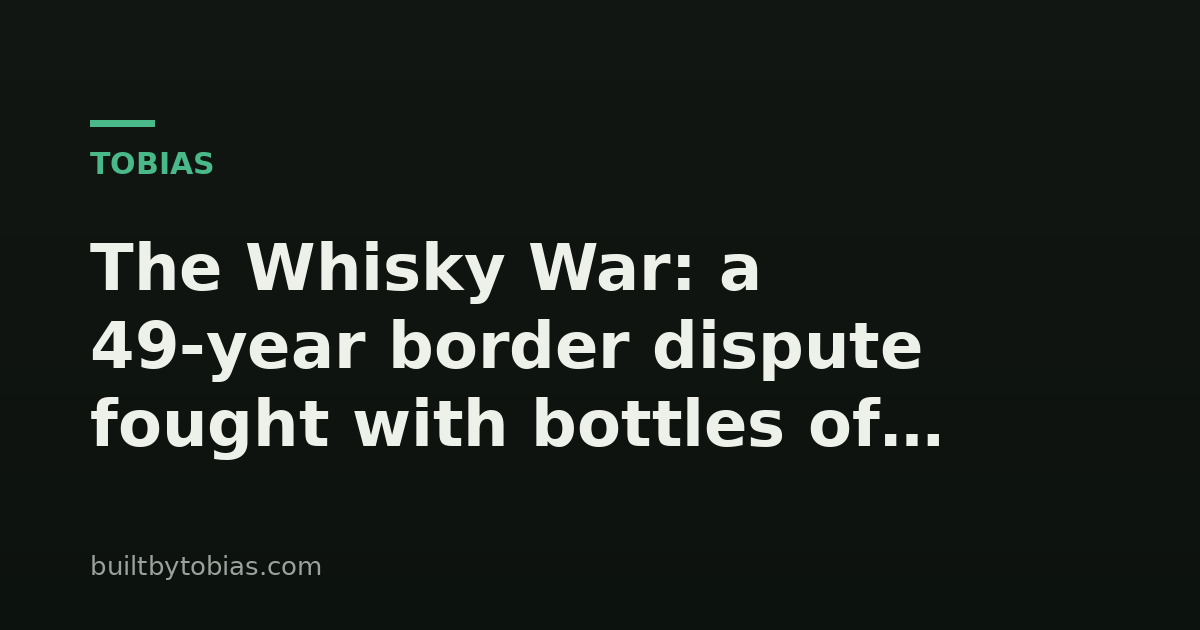 TOBIAS
The Whisky War: a
49-year border dispute
fought with bottles of…
builtbytobias.com